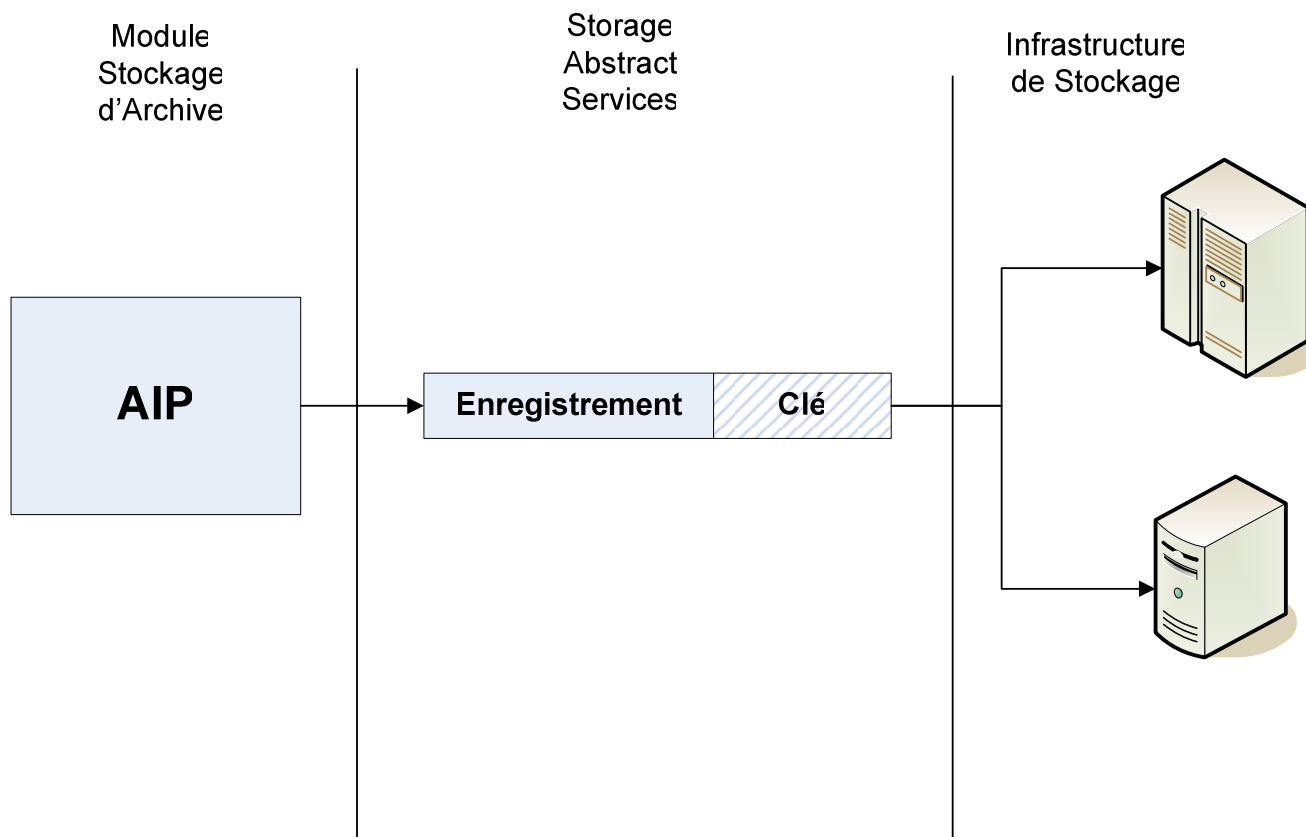 Module
Stockage
d'Archive
Storage
Abstract
Services
Infrastructure
de Stockage
AIP
Enregistrement
Clé